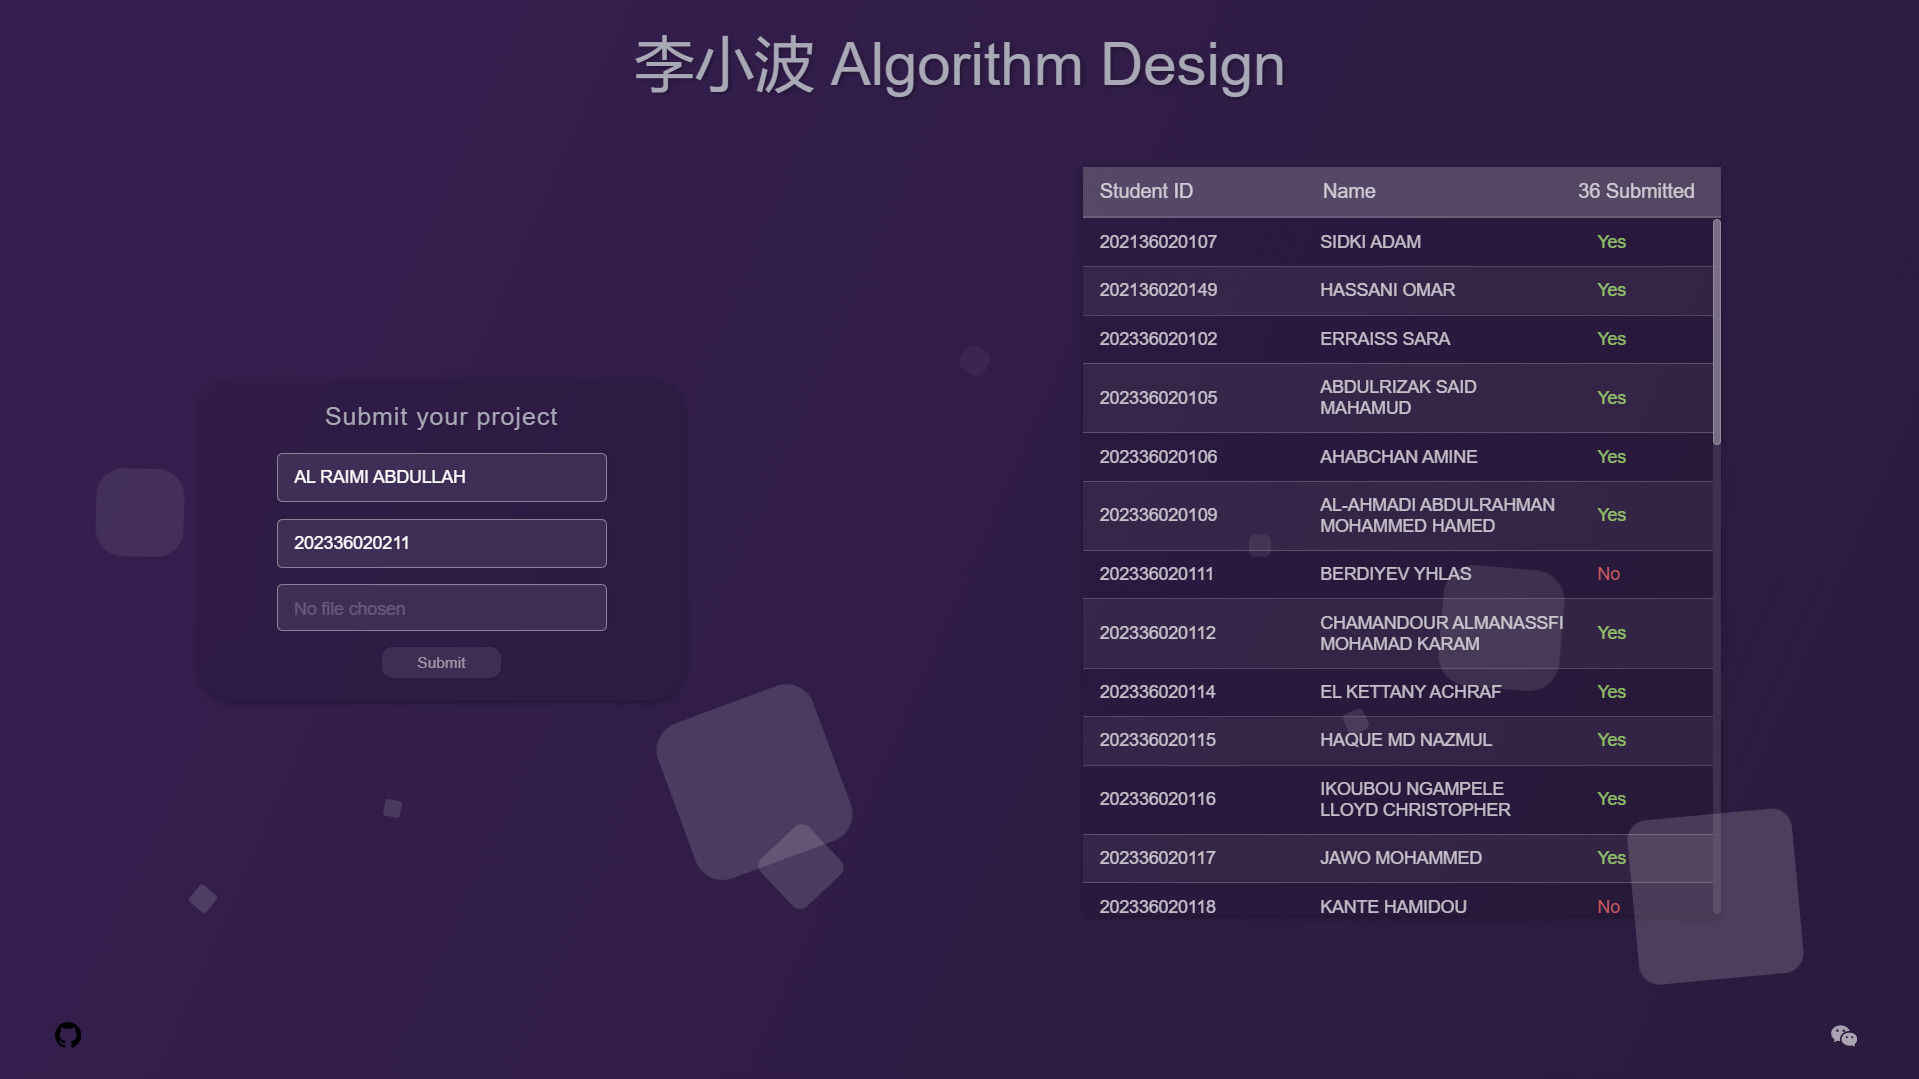 李小波 Algorithm Design
Submit your project
AL RAIMI ABDULLAH
202336020211
No file chosen
Submit
Student ID Name 36 Submitted
202136020107 SIDKI ADAM Yes
202136020149 HASSANI OMAR Yes
202336020102 ERRAISS SARA Yes
202336020105 ABDULRIZAK SAID MAHAMUD Yes
202336020106 AHABCHAN AMINE Yes
202336020109 AL-AHMADI ABDULRAHMAN MOHAMMED HAMED Yes
202336020111 BERDIYEV YHLAS No
202336020112 CHAMANDOUR ALMANASSFI MOHAMAD KARAM Yes
202336020114 EL KETTANY ACHRAF Yes
202336020115 HAQUE MD NAZMUL Yes
202336020116 IKOUBOU NGAMPELE LLOYD CHRISTOPHER Yes
202336020117 JAWO MOHAMMED Yes
202336020118 KANTE HAMIDOU No